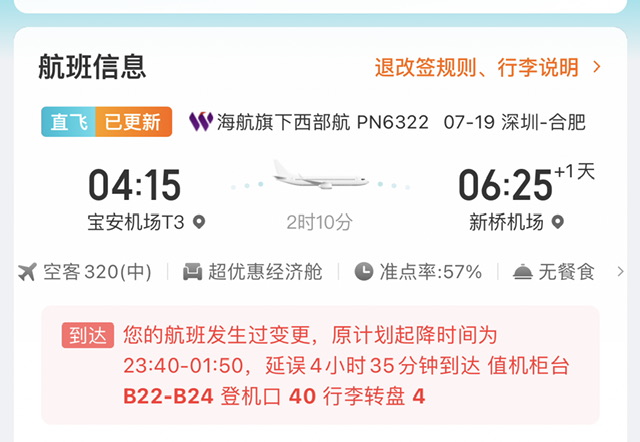 航班信息
退改签规则、行李说明 >
直飞 已更新 海航旗下西部航 PN6322 07-19 深圳-合肥
04:15 06:25+1天
宝安机场T3 2时10分 新桥机场
空客320(中) 超优惠经济舱 准点率:57% 无餐食 >
到达 您的航班发生过变更，原计划起降时间为
23:40-01:50，延误4小时35分钟到达 值机柜台
B22-B24 登机口 40 行李转盘 4